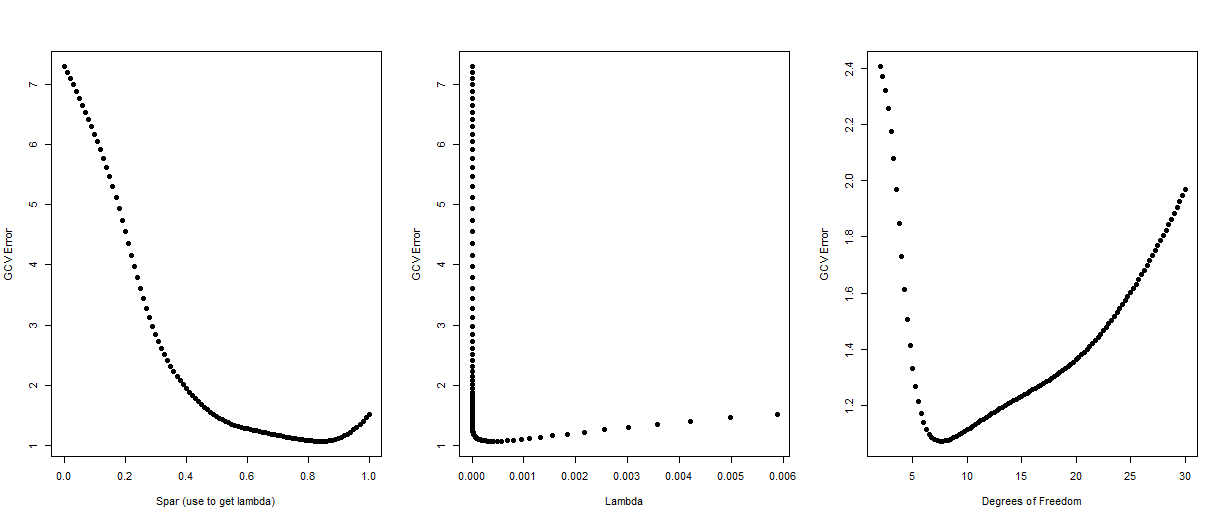 GCV Error
7
6
5
4
3
2
1
0.0 0.2 0.4 0.6 0.8 1.0
Spar (use to get lambda)
GCV Error
7
6
5
4
3
2
1
0.000 0.001 0.002 0.003 0.004 0.005 0.006
Lambda
GCV Error
2.4
2.2
2.0
1.8
1.6
1.4
1.2
5 10 15 20 25 30
Degrees of Freedom